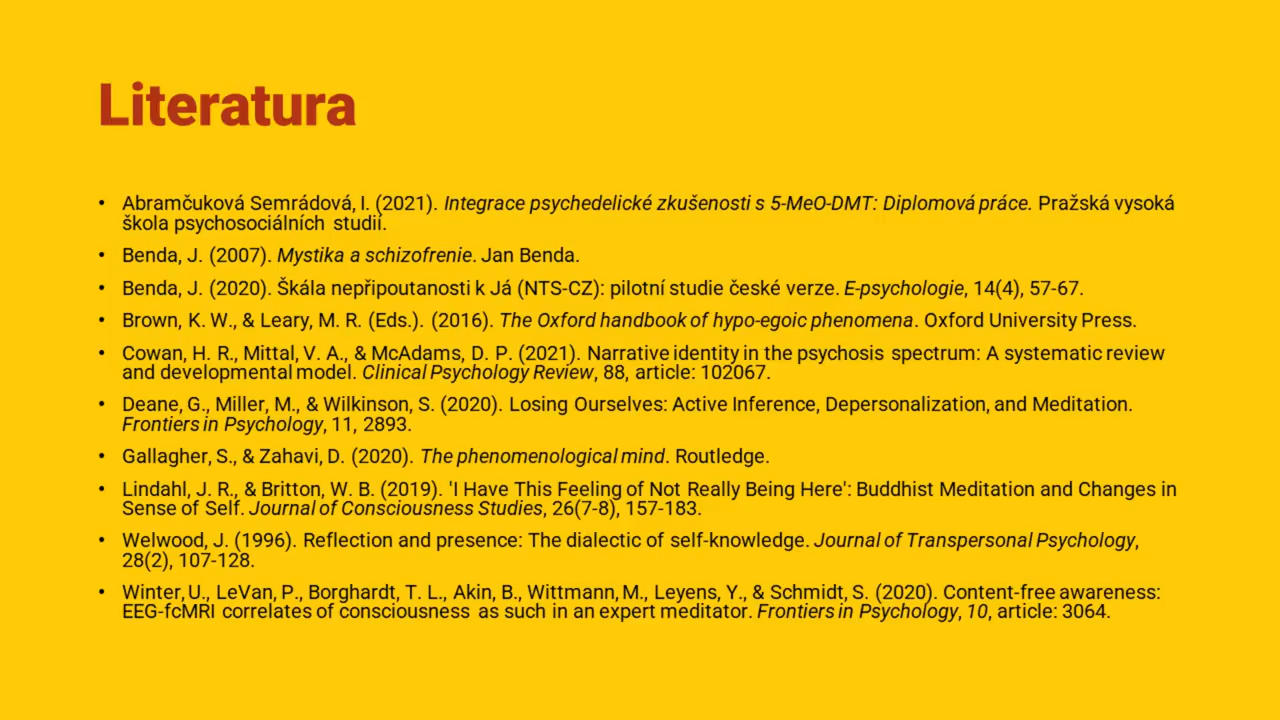 Literatura
• Abramčuková Semrádová, I. (2021). Integrace psychedelické zkušenosti s 5-MeO-DMT: Diplomová práce. Pražská vysoká
škola psychosociálních studií.
• Benda, J. (2007). Mystika a schizofrenie. Jan Benda.
• Benda, J. (2020). Škála nepřipoutanosti k Já (NTS-CZ): pilotní studie české verze. E-psychologie, 14(4), 57-67.
• Brown, K. W., & Leary, M. R. (Eds.). (2016). The Oxford handbook of hypo-egoic phenomena. Oxford University Press.
• Cowan, H. R., Mittal, V. A., & McAdams, D. P. (2021). Narrative identity in the psychosis spectrum: A systematic review
and developmental model. Clinical Psychology Review, 88, article: 102067.
• Deane, G., Miller, M., & Wilkinson, S. (2020). Losing Ourselves: Active Inference, Depersonalization, and Meditation.
Frontiers in Psychology, 11, 2893.
• Gallagher, S., & Zahavi, D. (2020). The phenomenological mind. Routledge.
• Lindahl, J. R., & Britton, W. B. (2019). 'I Have This Feeling of Not Really Being Here': Buddhist Meditation and Changes in
Sense of Self. Journal of Consciousness Studies, 26(7-8), 157-183.
• Welwood, J. (1996). Reflection and presence: The dialectic of self-knowledge. Journal of Transpersonal Psychology,
28(2), 107-128.
• Winter, U., LeVan, P., Borghardt, T. L., Akin, B., Wittmann, M., Leyens, Y., & Schmidt, S. (2020). Content-free awareness:
EEG-fcMRI correlates of consciousness as such in an expert meditator. Frontiers in Psychology, 10, article: 3064.